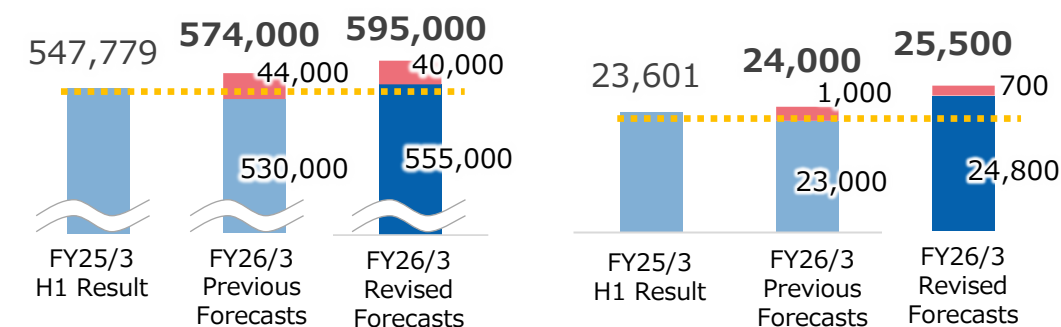 547,779
574,000
595,000
44,000
40,000
530,000
555,000
FY25/3
H1 Result
FY26/3
Previous
Forecasts
FY26/3
Revised
Forecasts
23,601
24,000
25,500
1,000
700
23,000
24,800
FY25/3
H1 Result
FY26/3
Previous
Forecasts
FY26/3
Revised
Forecasts